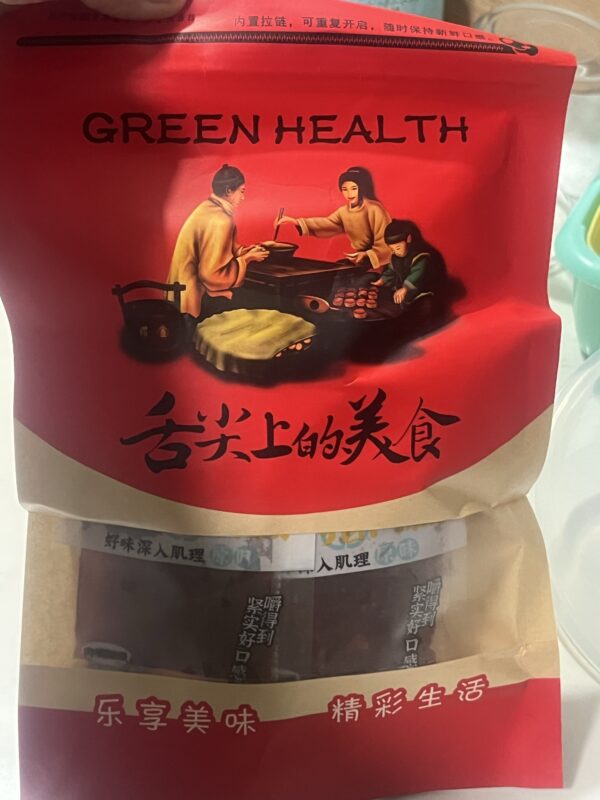 内置拉链，可重复开启，随时保持新鲜口感。
GREEN HEALTH
舌尖上的美食
好味深入肌理
入肌理
嚼得到
紧实好口感
嚼得到
紧实好口感
乐享美味 精彩生活